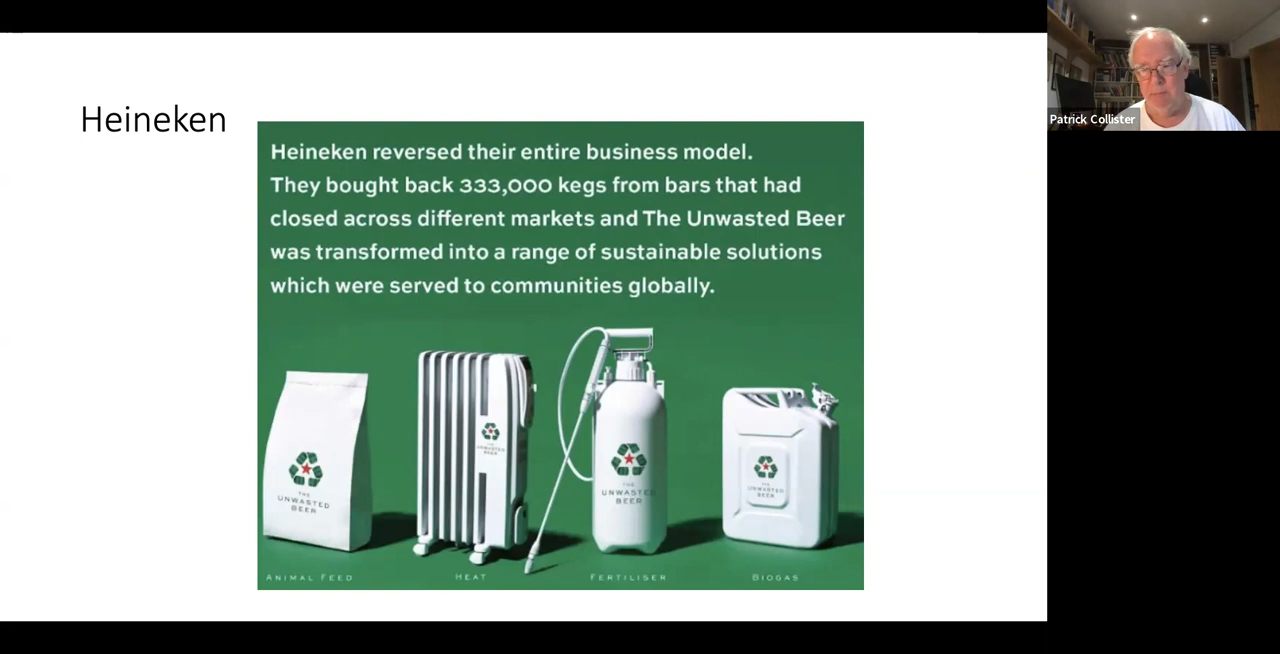 Heineken
Heineken reversed their entire business model.
They bought back 333,000 kegs from bars that had
closed across different markets and The Unwasted Beer
was transformed into a range of sustainable solutions
which were served to communities globally.
THE
UNWASTED
BEER
THE
UNWASTED
BEER
THE
UNWASTED
BEER
THE
UNWASTED
BEER
ANIMAL FEED
HEAT
FERTILISER
BIOGAS
Patrick Collister